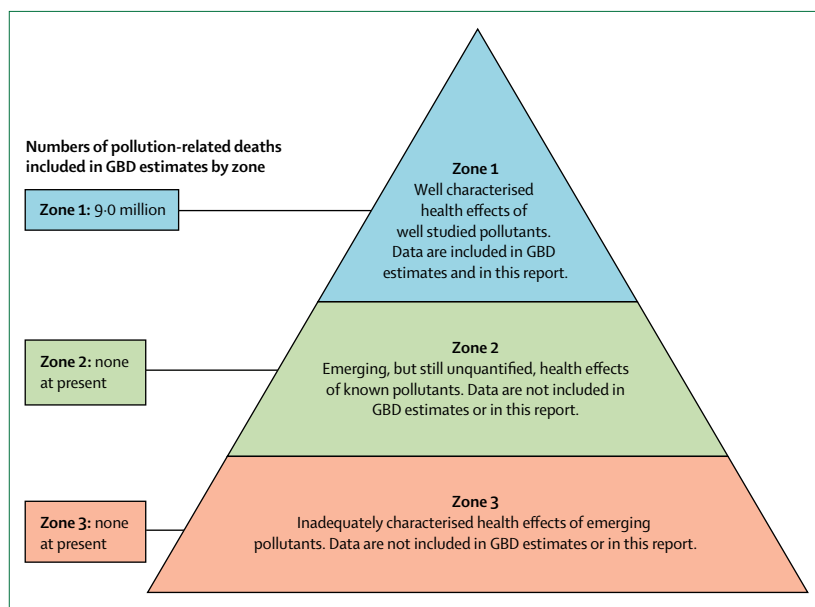 Numbers of pollution-related deaths
included in GBD estimates by zone
Zone 1: 9·0 million
Zone 1
Well characterised
health effects of
well studied pollutants.
Data are included in GBD
estimates and in this report.
Zone 2: none
at present
Zone 2
Emerging, but still unquantified, health effects
of known pollutants. Data are not included in
GBD estimates or in this report.
Zone 3: none
at present
Zone 3
Inadequately characterised health effects of emerging
pollutants. Data are not included in GBD estimates or in this report.